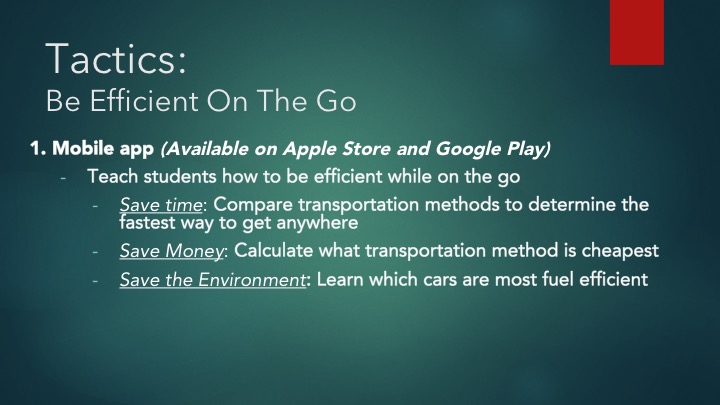 Tactics:
Be Efficient On The Go
1. Mobile app (Available on Apple Store and Google Play)
- Teach students how to be efficient while on the go
- Save time: Compare transportation methods to determine the
fastest way to get anywhere
- Save Money: Calculate what transportation method is cheapest
- Save the Environment: Learn which cars are most fuel efficient